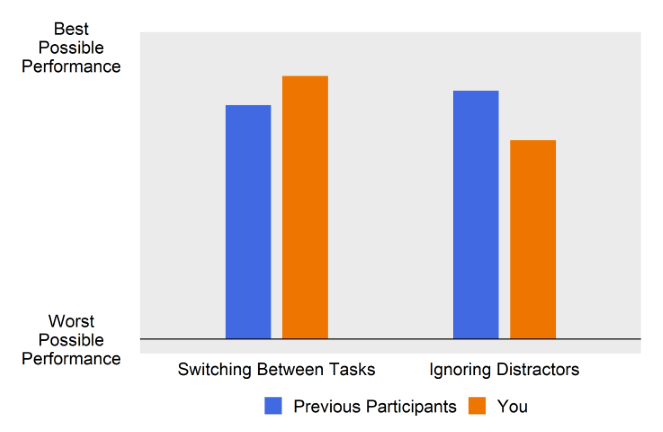 Best
Possible
Performance
Worst
Possible
Performance
Switching Between Tasks
Ignoring Distractors
Previous Participants
You